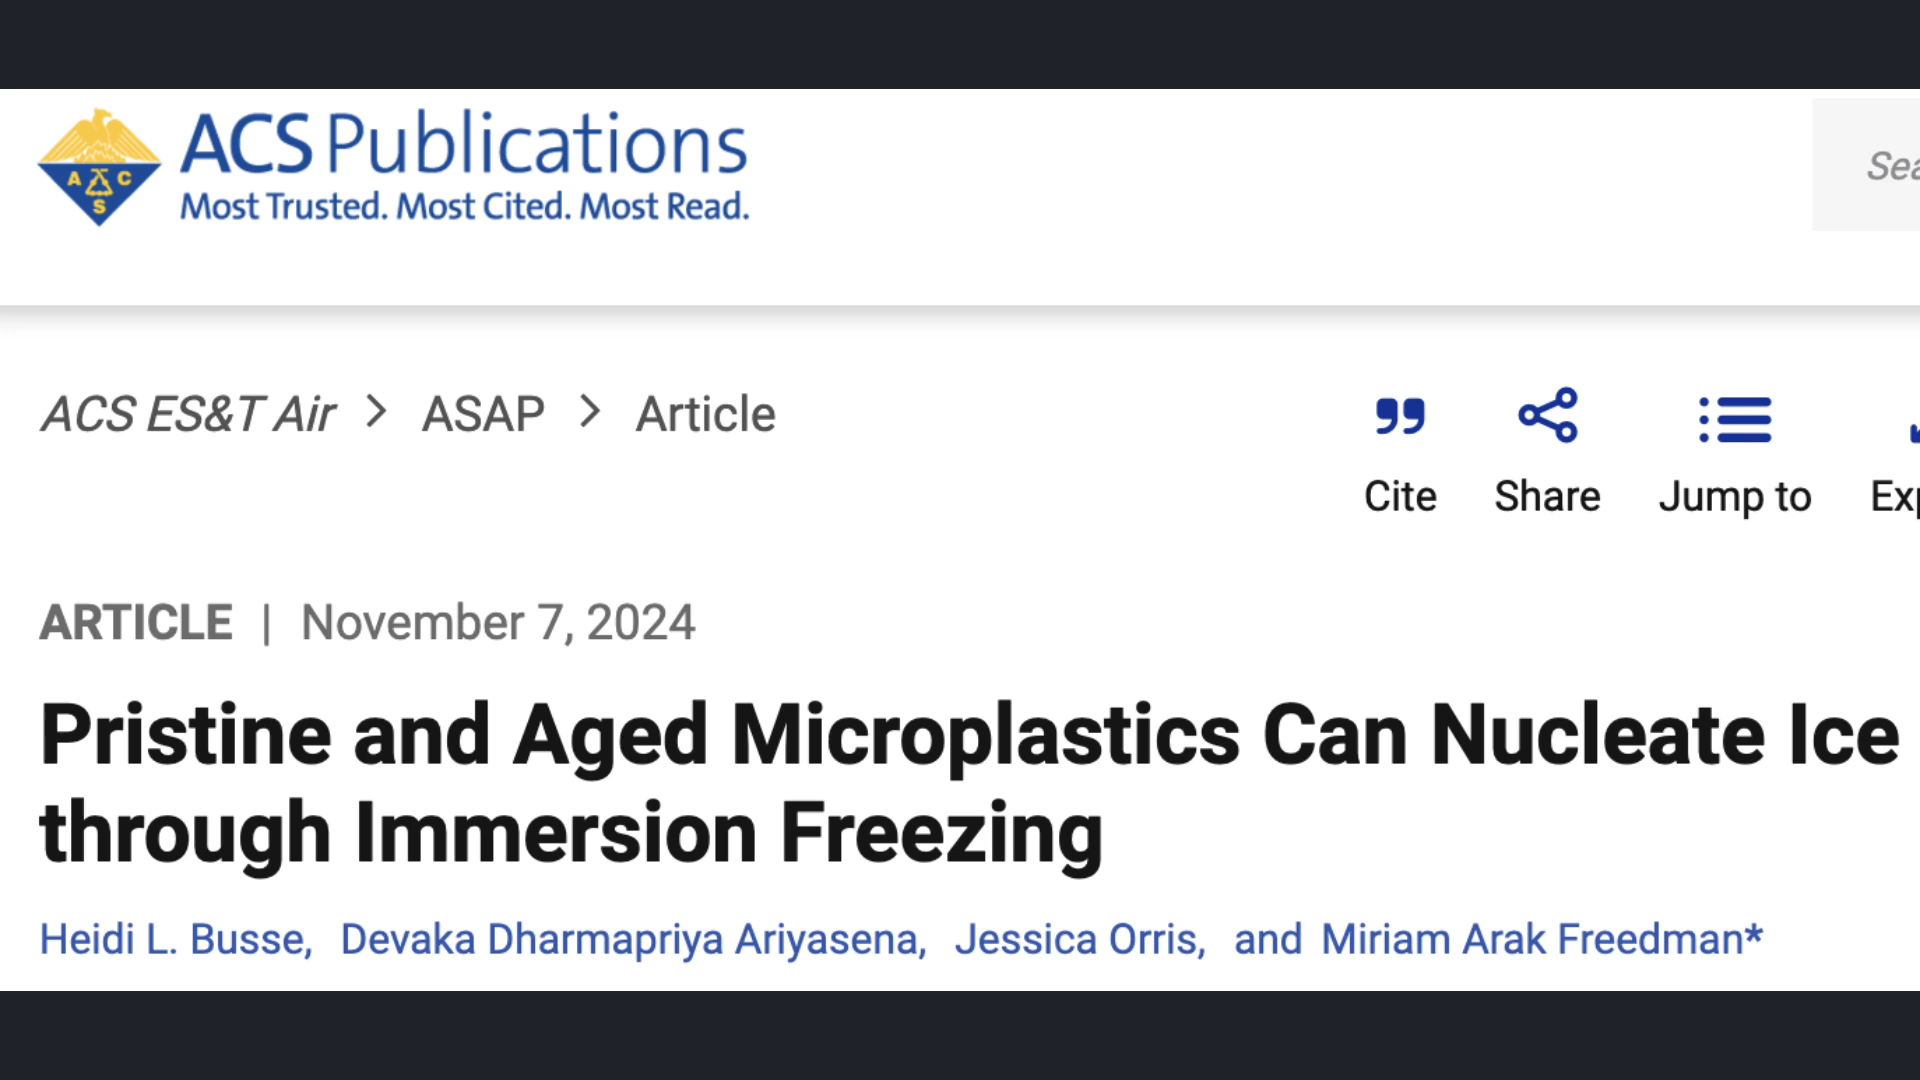 ACS Publications
Most Trusted. Most Cited. Most Read.
A C
S
Sea
ACS ES&T Air > ASAP > Article
Cite Share Jump to Exp
ARTICLE | November 7, 2024
Pristine and Aged Microplastics Can Nucleate Ice
through Immersion Freezing
Heidi L. Busse, Devaka Dharmapriya Ariyasena, Jessica Orris, and Miriam Arak Freedman*